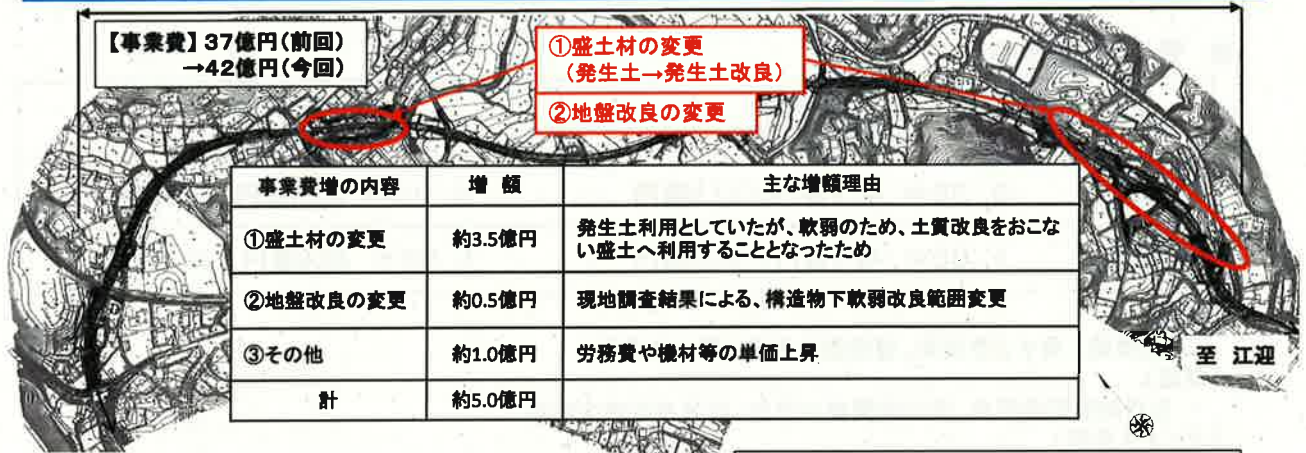 【事業費】37億円(前回)
→42億円(今回)
①盛土材の変更
(発生土→発生土改良)
②地盤改良の変更
事業費増の内容 増 額 主な増額理由
①盛土材の変更 約3.5億円 発生土利用としていたが、軟弱のため、土質改良をおこな
い盛土へ利用することとなったため
②地盤改良の変更 約0.5億円 現地調査結果による、構造物下軟弱改良範囲変更
③その他 約1.0億円 労務費や機材等の単価上昇
計 約5.0億円
至 江迎